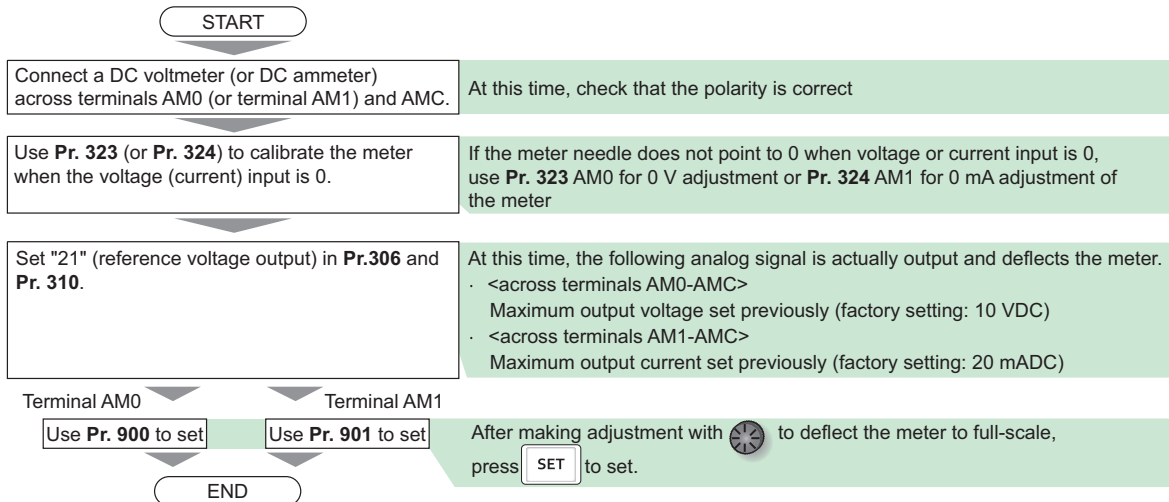 START
Connect a DC voltmeter (or DC ammeter)
across terminals AM0 (or terminal AM1) and AMC.
At this time, check that the polarity is correct
Use Pr. 323 (or Pr. 324) to calibrate the meter
when the voltage (current) input is 0.
If the meter needle does not point to 0 when voltage or current input is 0,
use Pr. 323 AM0 for 0 V adjustment or Pr. 324 AM1 for 0 mA adjustment of
the meter
Set "21" (reference voltage output) in Pr.306 and
Pr. 310.
At this time, the following analog signal is actually output and deflects the meter.
· <across terminals AM0-AMC>
Maximum output voltage set previously (factory setting: 10 VDC)
· <across terminals AM1-AMC>
Maximum output current set previously (factory setting: 20 mADC)
Terminal AM0
Terminal AM1
Use Pr. 900 to set
Use Pr. 901 to set
After making adjustment with to deflect the meter to full-scale,
press SET to set.
END